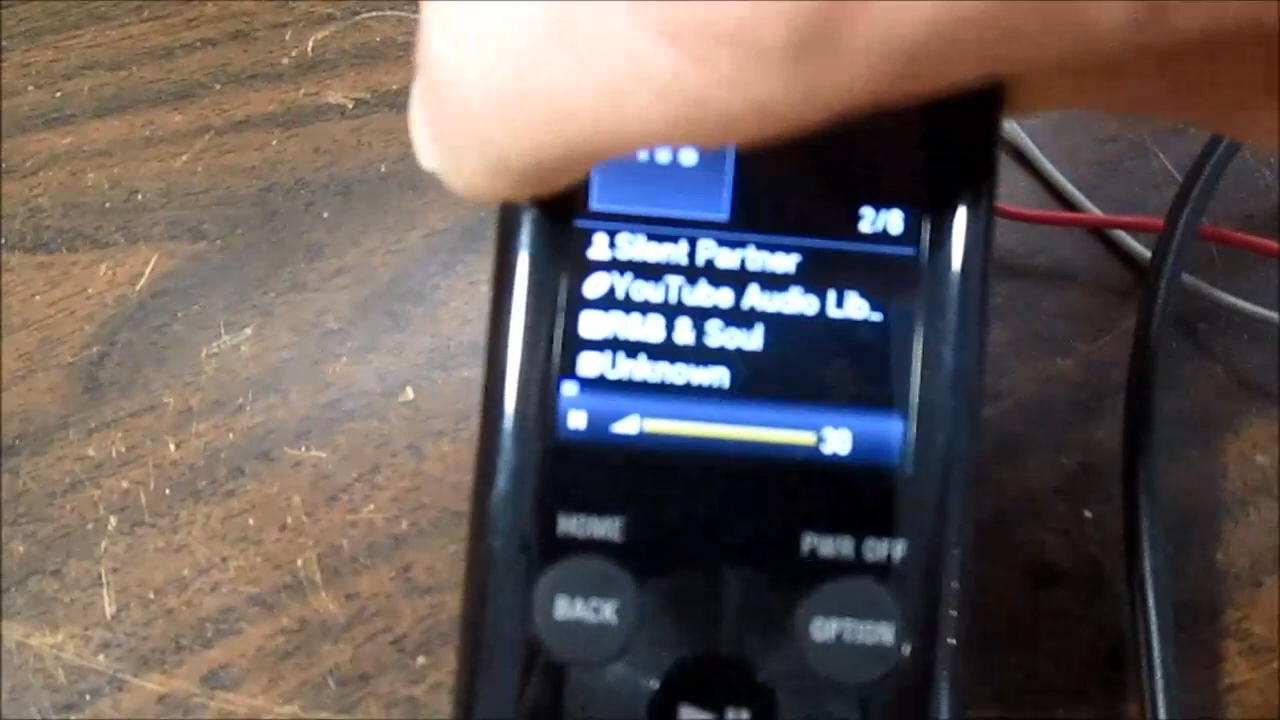 2/6
Silent Partner
YouTube Audio Lib..
R&B & Soul
Unknown
30
HOME
PWR OFF
BACK
OPTION